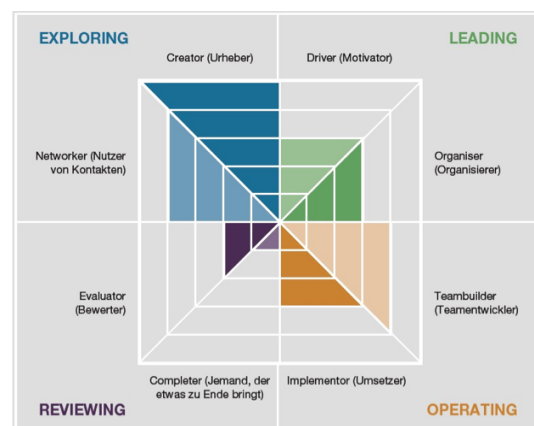 EXPLORING
LEADING
Creator (Urheber)
Driver (Motivator)
Networker (Nutzer
von Kontakten)
Organiser
(Organisierer)
Evaluator
(Bewerter)
Teambuilder
(Teamentwickler)
Completer (Jemand, der
etwas zu Ende bringt)
Implementor (Umsetzer)
REVIEWING
OPERATING